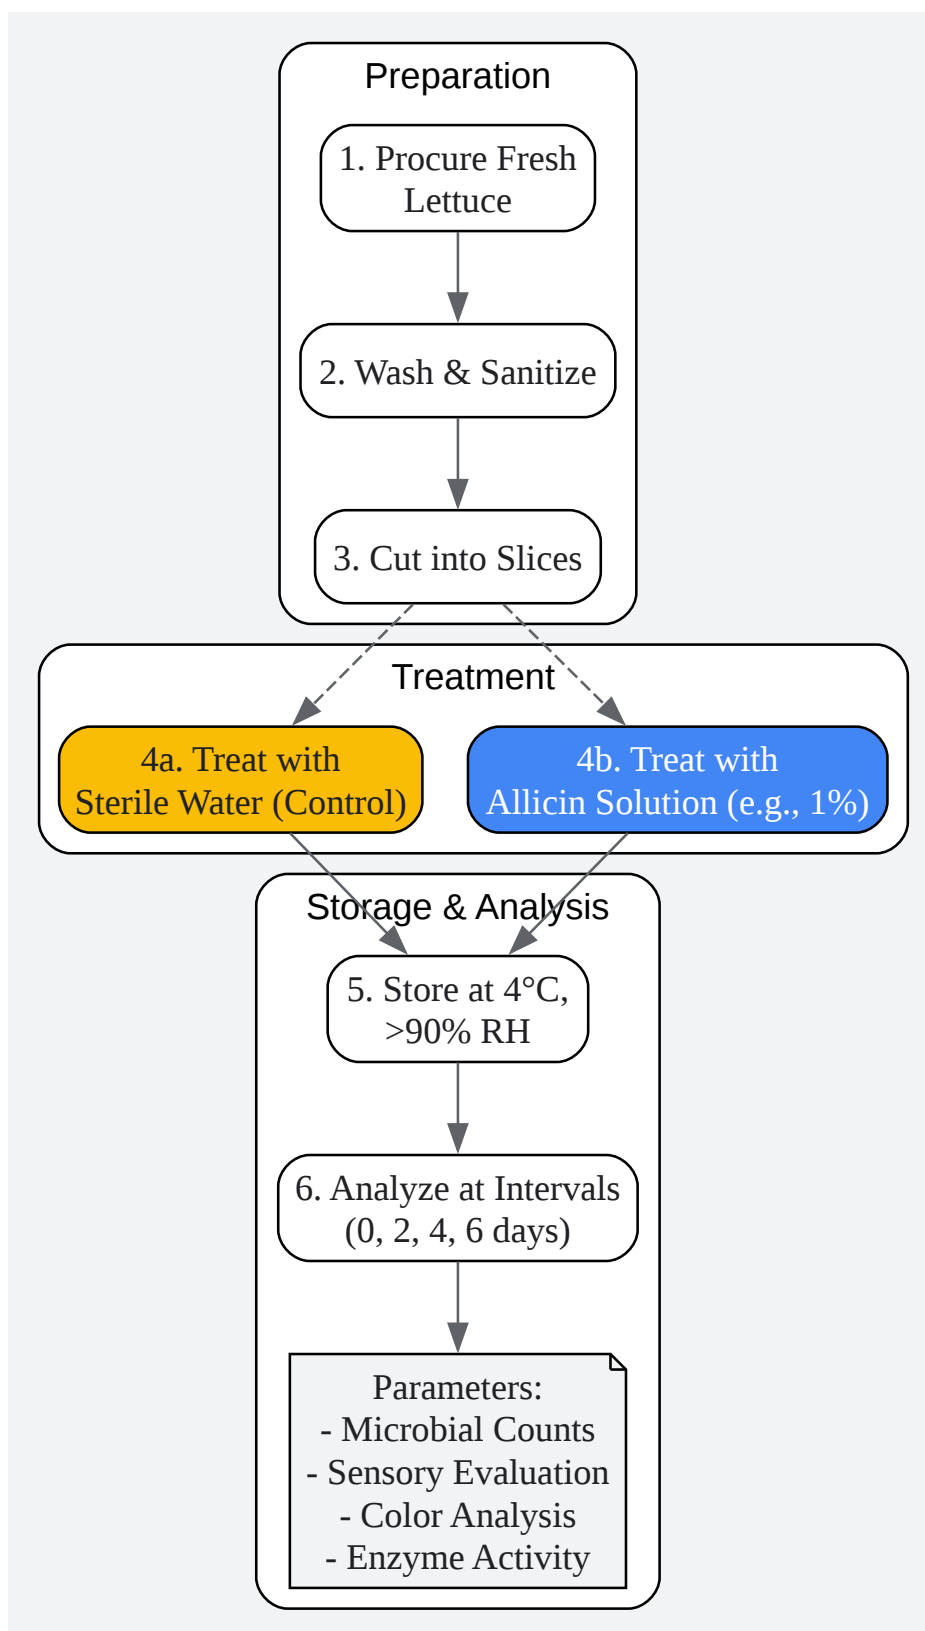 Preparation
1. Procure Fresh
Lettuce
2. Wash & Sanitize
3. Cut into Slices
Treatment
4a. Treat with
Sterile Water (Control)
4b. Treat with
Allicin Solution (e.g., 1%)
Storage & Analysis
5. Store at 4°C,
>90% RH
6. Analyze at Intervals
(0, 2, 4, 6 days)
Parameters:
- Microbial Counts
- Sensory Evaluation
- Color Analysis
- Enzyme Activity